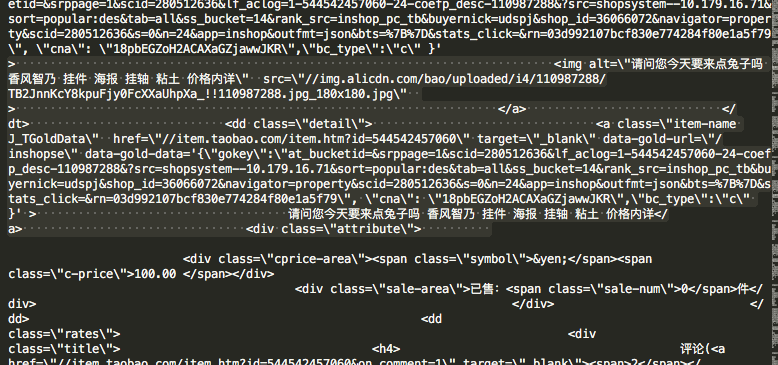 etid=&srppage=1&scid=280512636&lf_aclog=1-544542457060-24-coefp_desc-110987288&?src=shopsystem--10.179.16.71&
sort=popular:des&tab=all&ss_bucket=14&rank_src=inshop_pc_tb&buyernick=udspj&shop_id=36066072&navigator=proper
ty&scid=280512636&s=0&n=24&app=inshop&outfmt=json&bts=%7B%7D&stats_click=&rn=03d992107bcf830e774284f80e1a5f79
\", \"cna\": \"18pbEGZoH2ACAXaGZjawwJKR\",\"bc_type\":\"c\" }'
> <img alt=\"请问您今天要来点兔子吗
香风智乃 挂件 海报 挂轴 粘土 价格内详\" src=\"//img.alicdn.com/bao/uploaded/i4/110987288/
TB2JnnKcY8kpuFjy0FcXXaUhpXa_!!110987288.jpg_180x180.jpg\"
> </a> </
dt> <dd class=\"detail\"> <a class=\"item-name
J_TGoldData\" href=\"//item.taobao.com/item.htm?id=544542457060\" target=\"_blank\" data-gold-url=\"/
inshopse\" data-gold-data='{\"gokey\":\"at_bucketid=&srppage=1&scid=280512636&lf_aclog=1-544542457060-24-coef
p_desc-110987288&?src=shopsystem--10.179.16.71&sort=popular:des&tab=all&ss_bucket=14&rank_src=inshop_pc_tb&bu
yernick=udspj&shop_id=36066072&navigator=property&scid=280512636&s=0&n=24&app=inshop&outfmt=json&bts=%7B%7D&s
tats_click=&rn=03d992107bcf830e774284f80e1a5f79\", \"cna\": \"18pbEGZoH2ACAXaGZjawwJKR\",\"bc_type\":\"c\"
}' > 请问您今天要来点兔子吗 香风智乃 挂件 海报 挂轴 粘土 价格内详</
a> <div class=\"attribute\">
<div class=\"cprice-area\"><span class=\"symbol\">&yen;</span><span
class=\"c-price\">100.00 </span></div>
<div class=\"sale-area\">已售：<span class=\"sale-num\">0</span>件</
div> </div> </
dd> <dd
class=\"rates\"> <div
class=\"title\"> <h4> 评论(<a
href=\"//item.taobao.com/item.htm?id=544542457060&on_comment=1\" target=\"_blank\"><span>2</span></